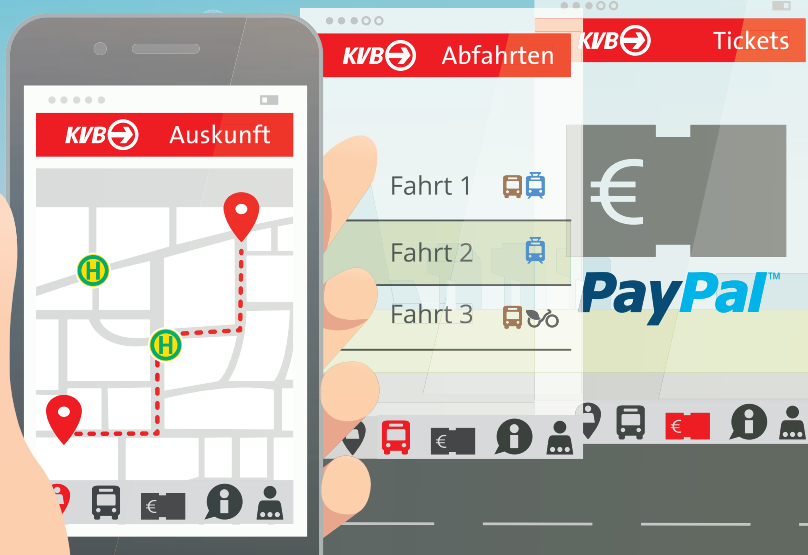 KVB Auskunft
H
H
KVB Abfahrten
Fahrt 1
Fahrt 2
Fahrt 3
€
i
€
i
KVB Tickets
€
PayPal™
€
i